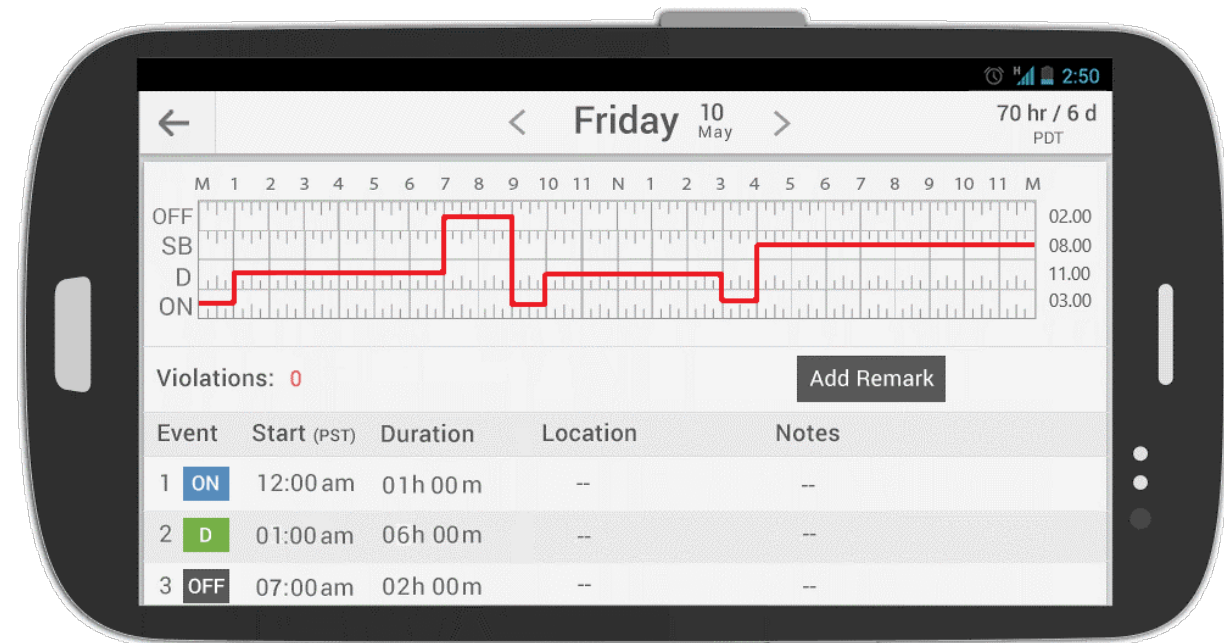 H 2:50
Friday 10 May 70 hr / 6 d PDT
M 1 2 3 4 5 6 7 8 9 10 11 N 1 2 3 4 5 6 7 8 9 10 11 M
OFF 02.00
SB 08.00
D 11.00
ON 03.00
Violations: 0 Add Remark
Event Start (PST) Duration Location Notes
1 ON 12:00 am 01h 00 m -- --
2 D 01:00 am 06h 00 m -- --
3 OFF 07:00 am 02h 00 m -- --